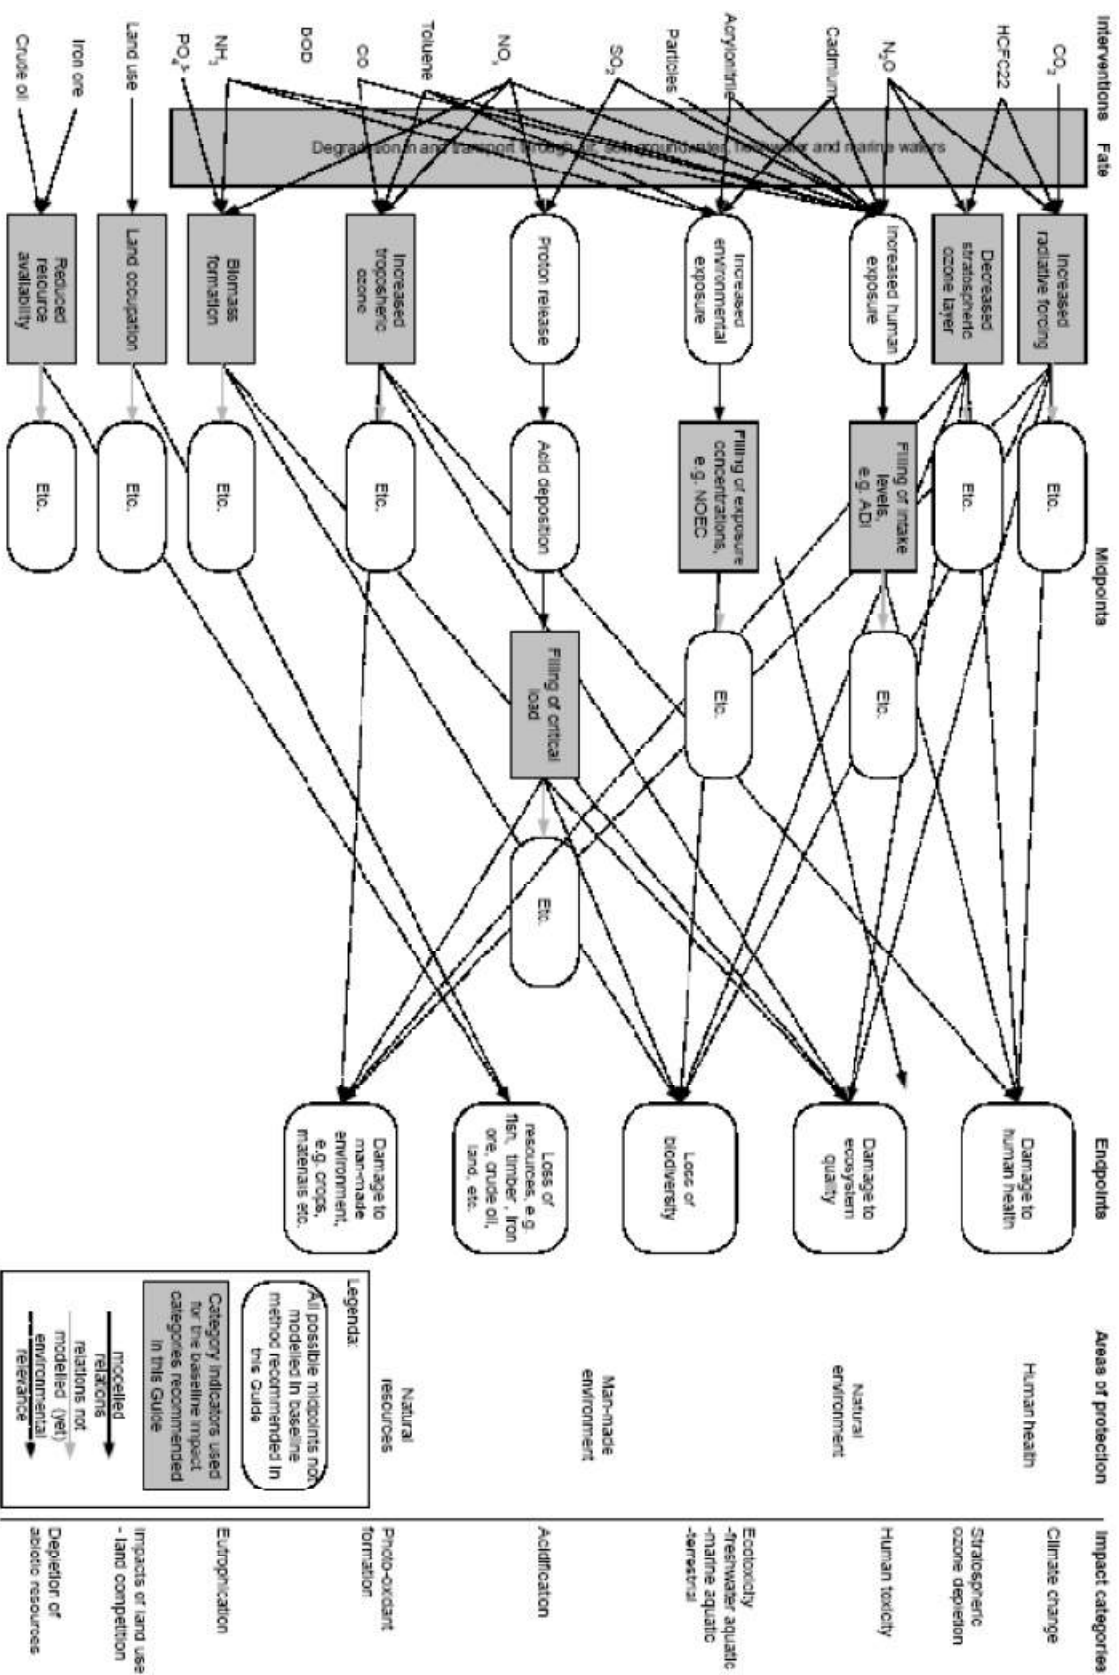 Interventions
Fate
Midpoints
Endpoints
Areas of protection
Impact categories
CO2
HCFC22
N2O
Cadmium
Acrylonitrile
Particles
SO2
NOx
Toluene
CO
BOD
NH3
PO4 3-
Land use
Iron ore
Crude oil
Degradation in and transport through air, soil, groundwater, freshwater and marine waters
Increased
radiative forcing
Decreased
stratospheric
ozone layer
Increased human
exposure
Increased
environmental
exposure
Proton release
Increased
tropospheric
ozone
Biomass
formation
Land occupation
Reduced
resource
availability
Etc.
Etc.
Filling of intake
levels,
e.g. ADI
Filling of exposure
concentrations,
e.g. NOEC
Acid deposition
Etc.
Etc.
Etc.
Etc.
Etc.
Etc.
Filling of critical
load
Etc.
Damage to
human health
Damage to
ecosystem
quality
Loss of
biodiversity
Loss of
resources, e.g.
fish, timber, iron
ore, crude oil,
land, etc.
Damage to
man-made
environment,
e.g. crops,
materials etc.
Human health
Natural
environment
Man-made
environment
Natural
resources
Climate change
Stratospheric
ozone depletion
Human toxicity
Ecotoxicity
-freshwater aquatic
-marine aquatic
-terrestrial
Acidification
Photo-oxidant
formation
Eutrophication
Impacts of land use
- land competition
Depletion of
abiotic resources
Legenda:
All possible midpoints not
modelled in baseline
method recommended in
this Guide
Category indicators used
for the baseline impact
categories recommended
in this Guide
modelled
relations
relations not
modelled (yet)
environmental
relevance